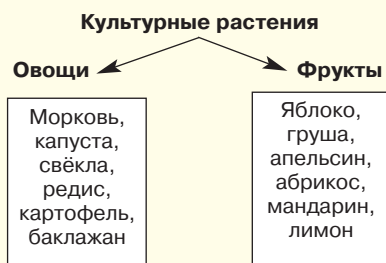 Культурные растения
Овощи
Фрукты
Морковь,
капуста,
свёкла,
редис,
картофель,
баклажан
Яблоко,
груша,
апельсин,
абрикос,
мандарин,
лимон